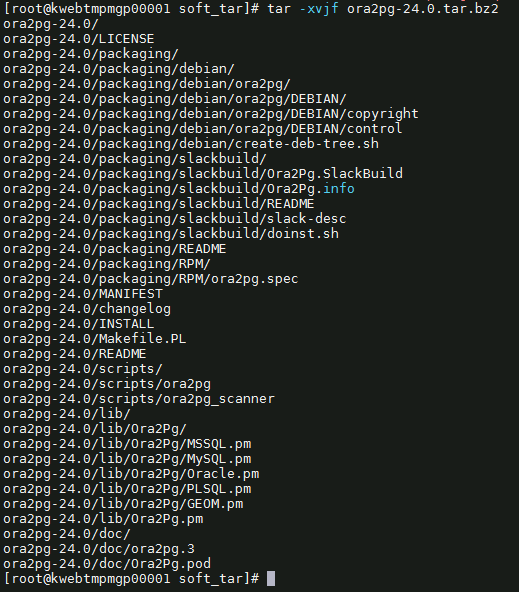 [root@kwebtmpmgp00001 soft_tar]# tar -xvjf ora2pg-24.0.tar.bz2
ora2pg-24.0/
ora2pg-24.0/LICENSE
ora2pg-24.0/packaging/
ora2pg-24.0/packaging/debian/
ora2pg-24.0/packaging/debian/ora2pg/
ora2pg-24.0/packaging/debian/ora2pg/DEBIAN/
ora2pg-24.0/packaging/debian/ora2pg/DEBIAN/copyright
ora2pg-24.0/packaging/debian/ora2pg/DEBIAN/control
ora2pg-24.0/packaging/debian/create-deb-tree.sh
ora2pg-24.0/packaging/slackbuild/
ora2pg-24.0/packaging/slackbuild/Ora2Pg.SlackBuild
ora2pg-24.0/packaging/slackbuild/Ora2Pg.info
ora2pg-24.0/packaging/slackbuild/README
ora2pg-24.0/packaging/slackbuild/slack-desc
ora2pg-24.0/packaging/slackbuild/doinst.sh
ora2pg-24.0/packaging/README
ora2pg-24.0/packaging/RPM/
ora2pg-24.0/packaging/RPM/ora2pg.spec
ora2pg-24.0/MANIFEST
ora2pg-24.0/changelog
ora2pg-24.0/INSTALL
ora2pg-24.0/Makefile.PL
ora2pg-24.0/README
ora2pg-24.0/scripts/
ora2pg-24.0/scripts/ora2pg
ora2pg-24.0/scripts/ora2pg_scanner
ora2pg-24.0/lib/
ora2pg-24.0/lib/Ora2Pg/
ora2pg-24.0/lib/Ora2Pg/MSSQL.pm
ora2pg-24.0/lib/Ora2Pg/MySQL.pm
ora2pg-24.0/lib/Ora2Pg/Oracle.pm
ora2pg-24.0/lib/Ora2Pg/PLSQL.pm
ora2pg-24.0/lib/Ora2Pg/GEOM.pm
ora2pg-24.0/lib/Ora2Pg.pm
ora2pg-24.0/doc/
ora2pg-24.0/doc/ora2pg.3
ora2pg-24.0/doc/Ora2Pg.pod
[root@kwebtmpmgp00001 soft_tar]#